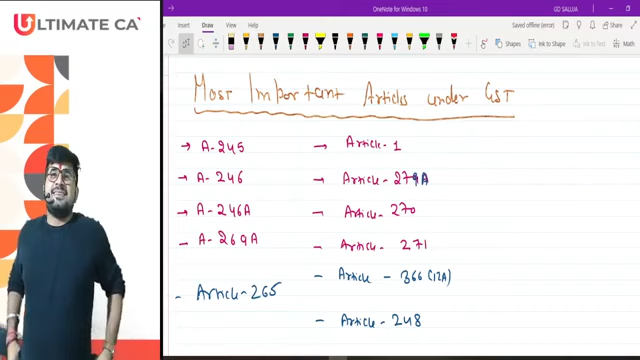 ULTIMATE CA
OneNote for Windows 10
GD SALUJA
Insert
Draw
View
Saved offline (error)
Share
Shapes
Ink to Shape
Ink to Text
Most Important Articles under GST
→ A-245
→ A-246
→ A-246A
→ A-269A
- Article-265
→ Article-1
→ Article-279A
- Article-270
- Article-271
- Article - 366 (12A)
- Article-248